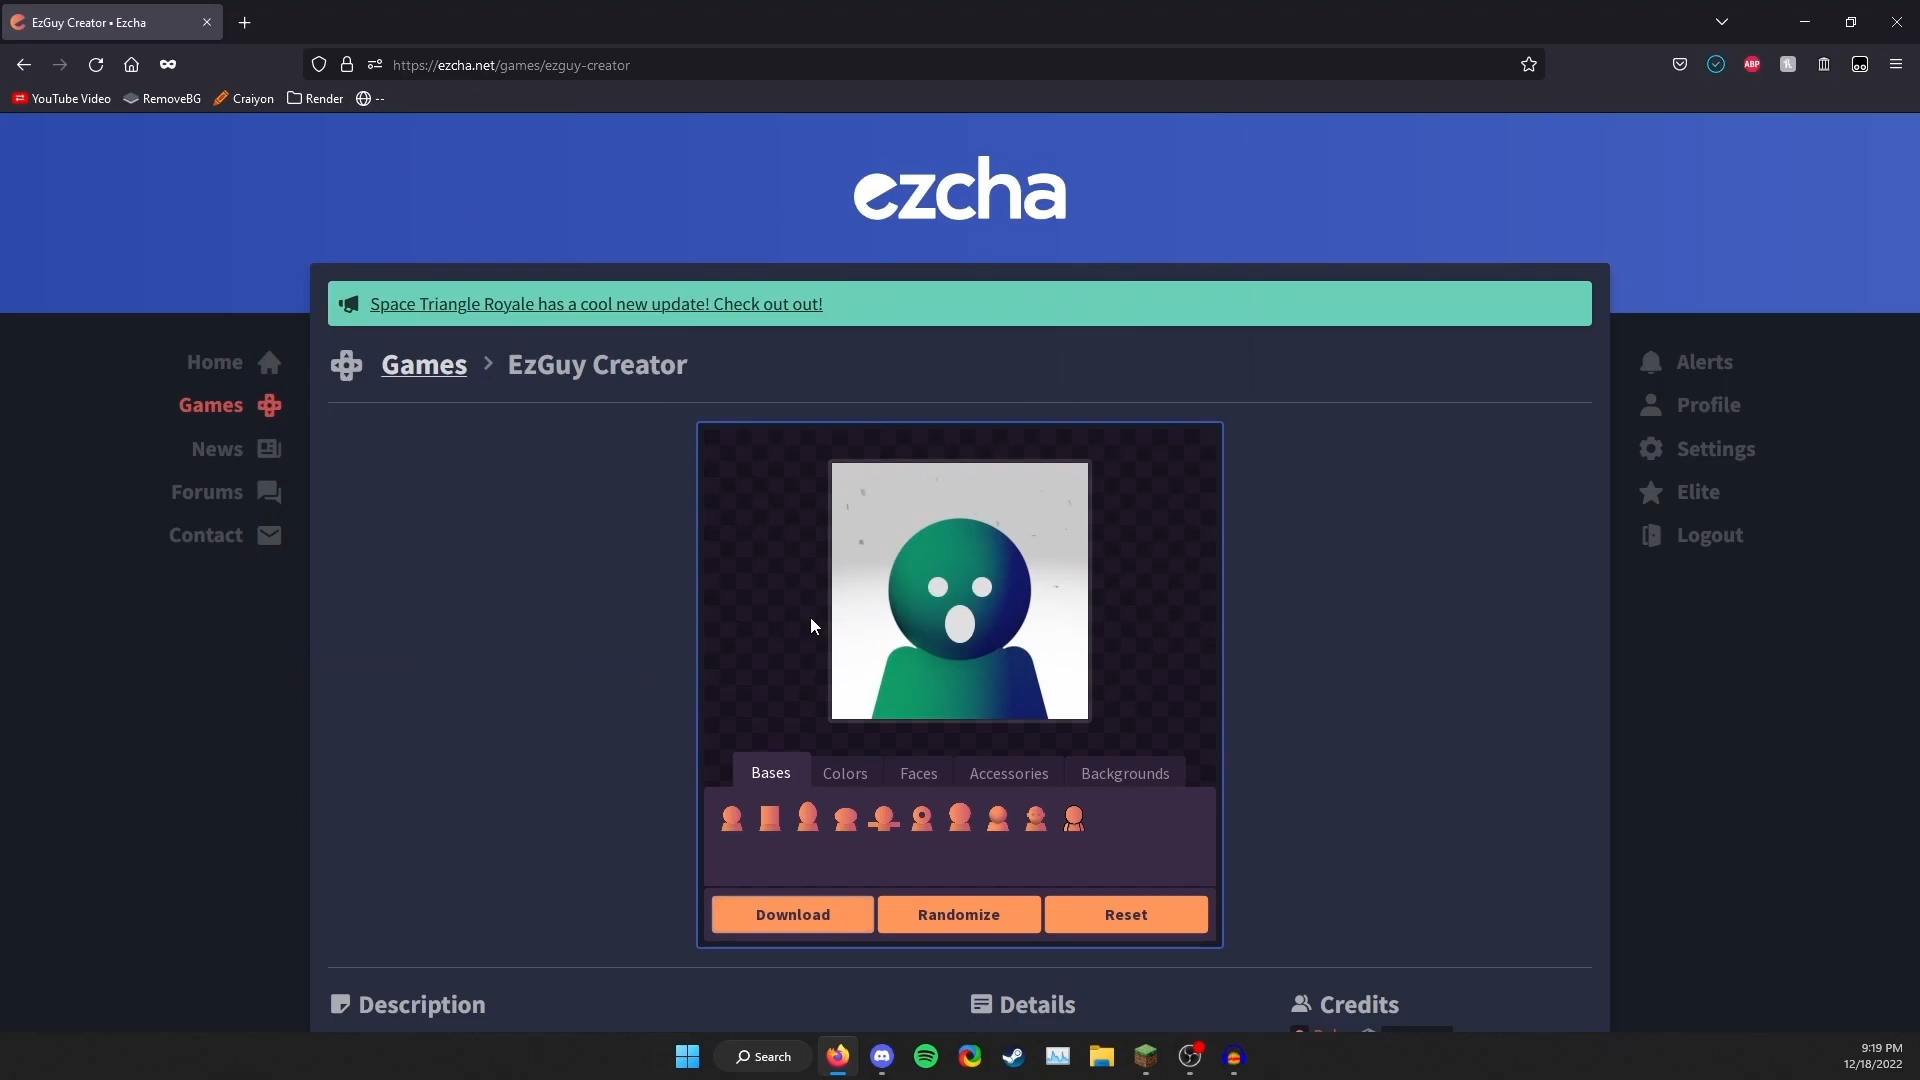 EzGuy Creator • Ezcha
https://ezcha.net/games/ezguy-creator
ABP
YouTube Video
RemoveBG
Craiyon
Render
--
ezcha
Space Triangle Royale has a cool new update! Check out out!
Games > EzGuy Creator
Home
Games
News
Forums
Contact
Alerts
Profile
Settings
Elite
Logout
Bases Colors Faces Accessories Backgrounds
Download Randomize Reset
Description
Details
Credits
Search
9:19 PM
12/18/2022